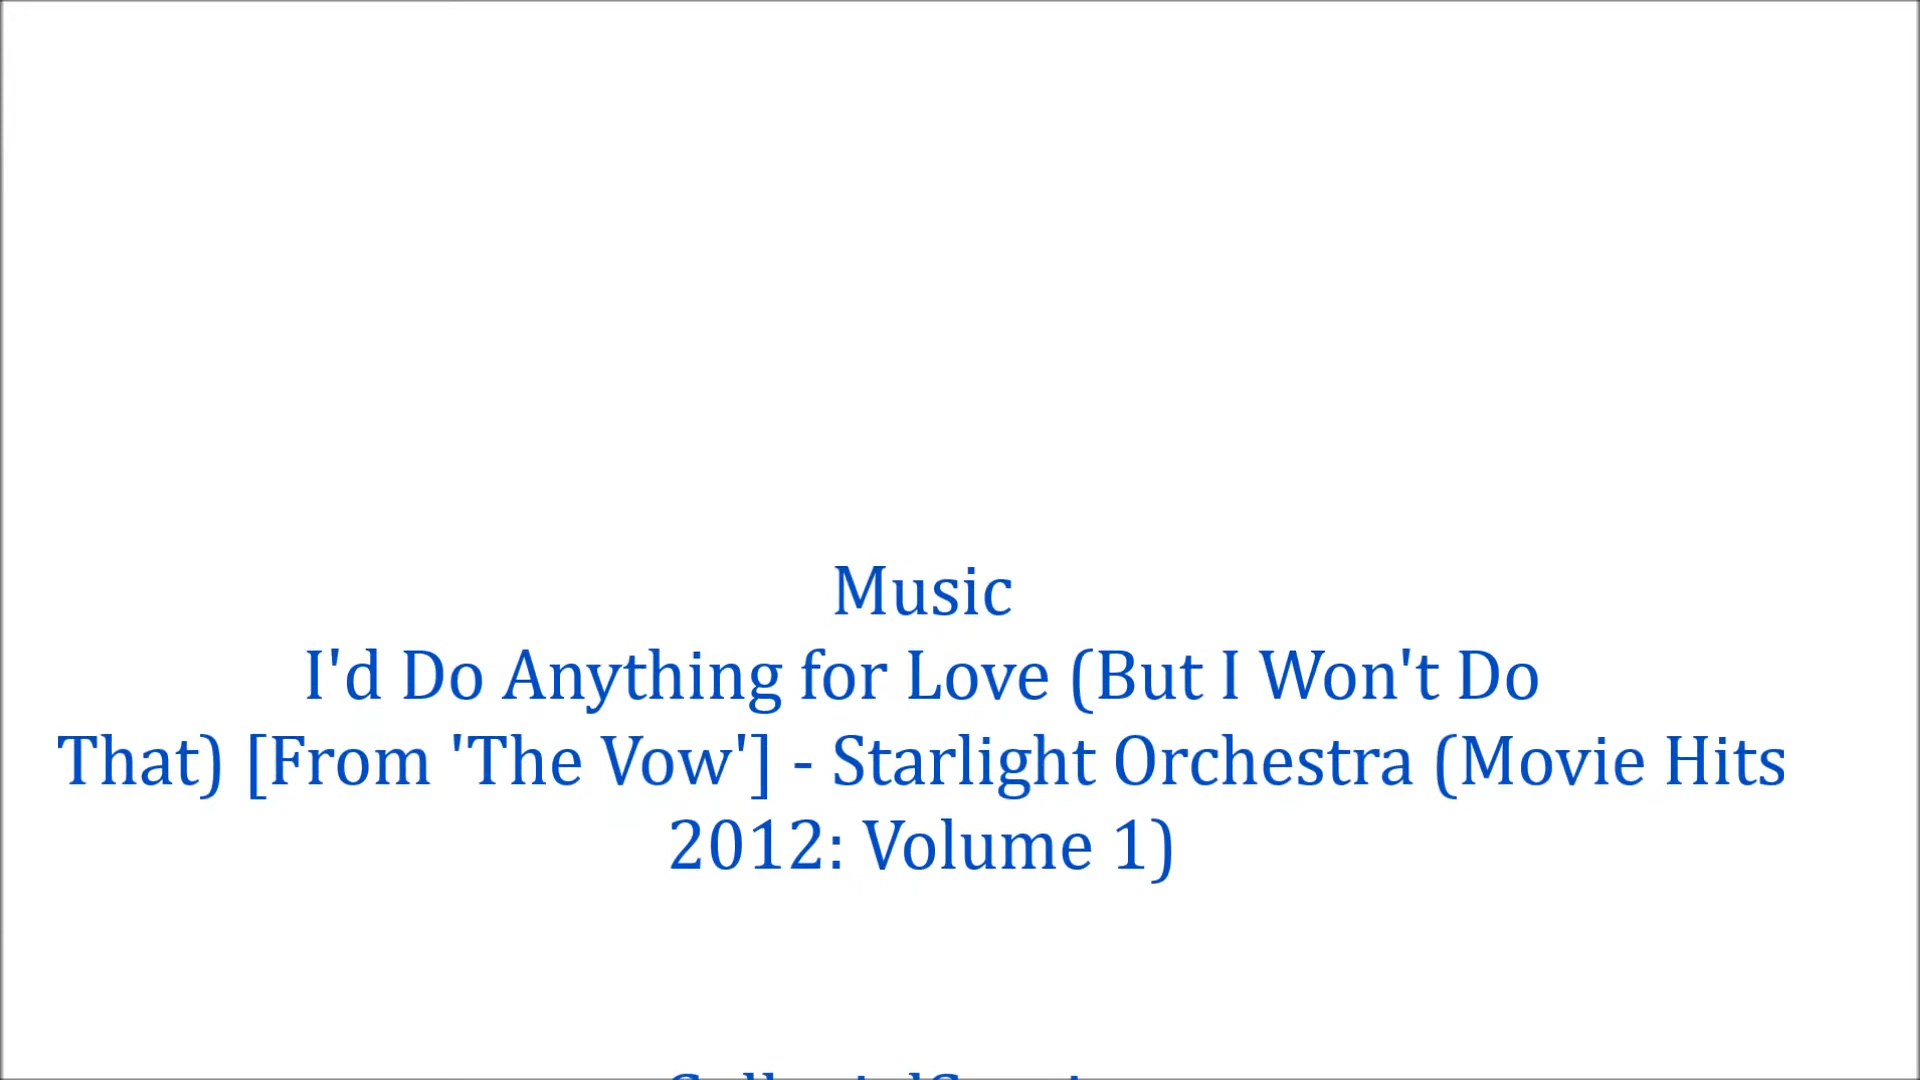 Music
I'd Do Anything for Love (But I Won't Do
That) [From 'The Vow'] - Starlight Orchestra (Movie Hits
2012: Volume 1)